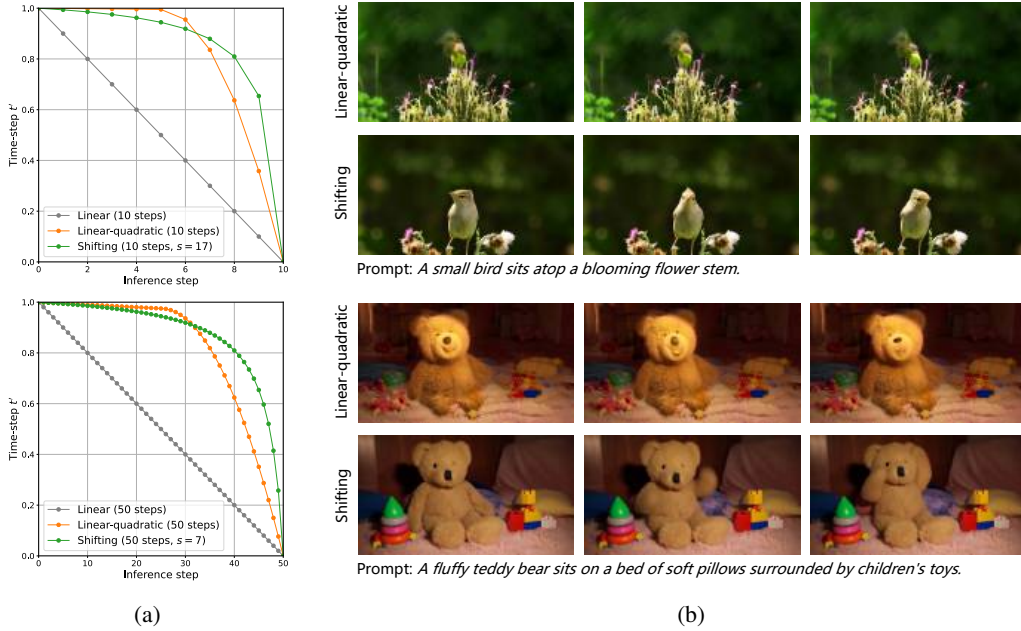 1,0
0,8
0,6
0,4
0,2
0,0
Time-step t′
Linear (10 steps)
Linear-quadratic (10 steps)
Shifting (10 steps, s = 17)
0 2 4 6 8 10
Inference step
1,0
0,8
0,6
0,4
0,2
0,0
Time-step t′
Linear (50 steps)
Linear-quadratic (50 steps)
Shifting (50 steps, s = 7)
0 10 20 30 40 50
Inference step
(a)
Linear-quadratic
Shifting
Prompt: A small bird sits atop a blooming flower stem.
Linear-quadratic
Shifting
Prompt: A fluffy teddy bear sits on a bed of soft pillows surrounded by children's toys.
(b)